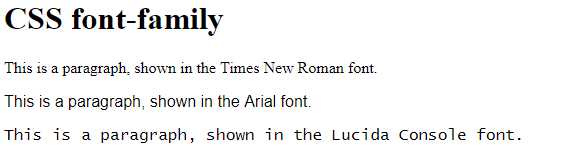 CSS font-family
This is a paragraph, shown in the Times New Roman font.
This is a paragraph, shown in the Arial font.
This is a paragraph, shown in the Lucida Console font.